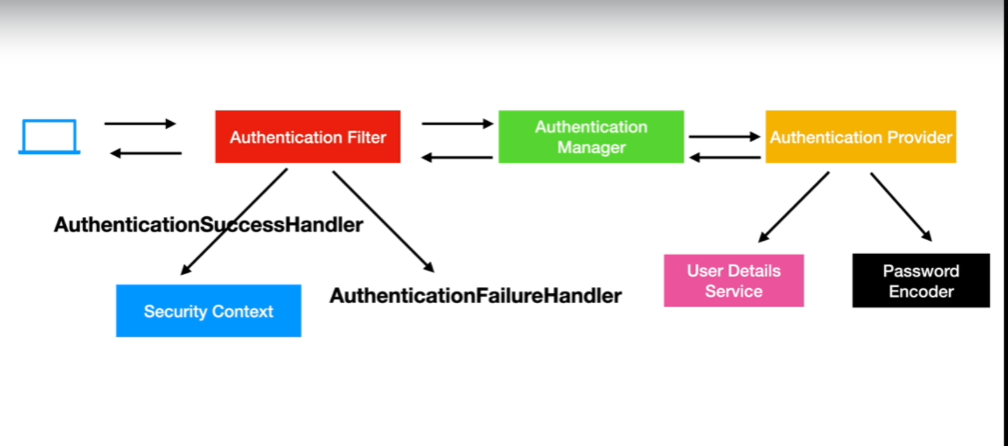 Authentication Filter
Authentication
Manager
Authentication Provider
AuthenticationSuccessHandler
User Details
Service
Password
Encoder
AuthenticationFailureHandler
Security Context